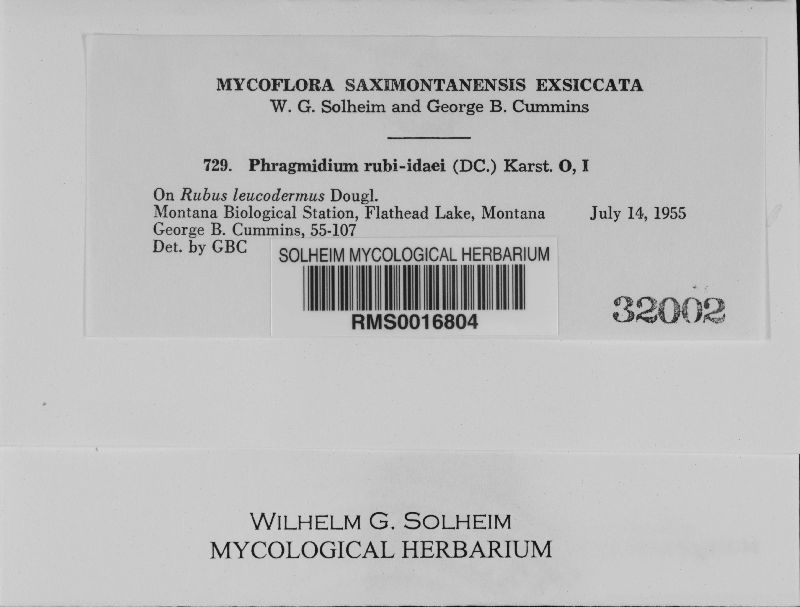 MYCOFLORA SAXIMONTANENSIS EXSICCATA
W. G. Solheim and George B. Cummins
729. Phragmidium rubi-idaei (DC.) Karst. O, I
On Rubus leucodermus Dougl.
Montana Biological Station, Flathead Lake, Montana July 14, 1955
George B. Cummins, 55-107
Det. by GBC
SOLHEIM MYCOLOGICAL HERBARIUM
RMS0016804
32002
WILHELM G. SOLHEIM
MYCOLOGICAL HERBARIUM